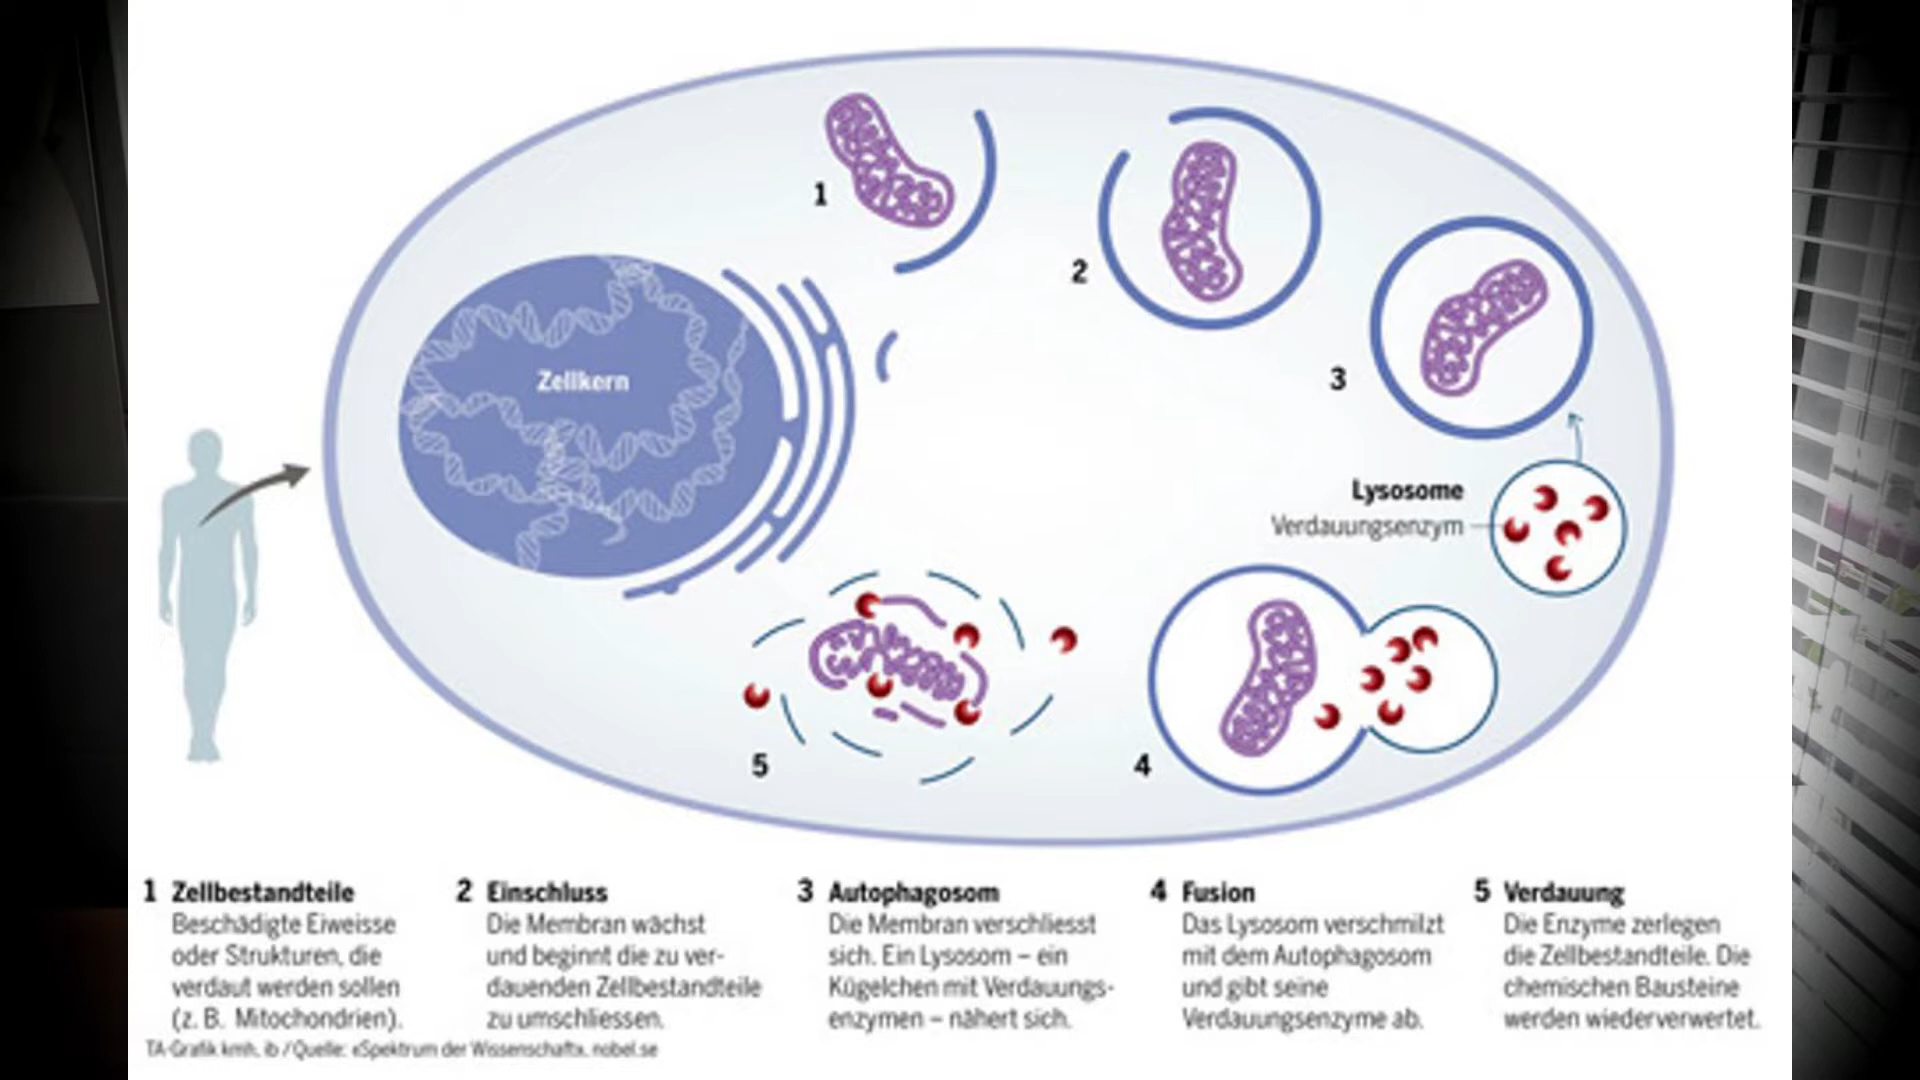 1
2
Zellkern
3
Lysosome
Verdauungsenzym
5
4
1 Zellbestandteile
Beschädigte Eiweisse
oder Strukturen, die
verdaut werden sollen
(z. B. Mitochondrien).
2 Einschluss
Die Membran wächst
und beginnt die zu ver-
dauenden Zellbestandteile
zu umschliessen.
3 Autophagosom
Die Membran verschliesst
sich. Ein Lysosom – ein
Kügelchen mit Verdauungs-
enzymen – nähert sich.
4 Fusion
Das Lysosom verschmilzt
mit dem Autophagosom
und gibt seine
Verdauungsenzyme ab.
5 Verdauung
Die Enzyme zerlegen
die Zellbestandteile. Die
chemischen Bausteine
werden wiederverwertet.
TA-Grafik kmh, ib / Quelle: «Spektrum der Wissenschaft», nobel.se